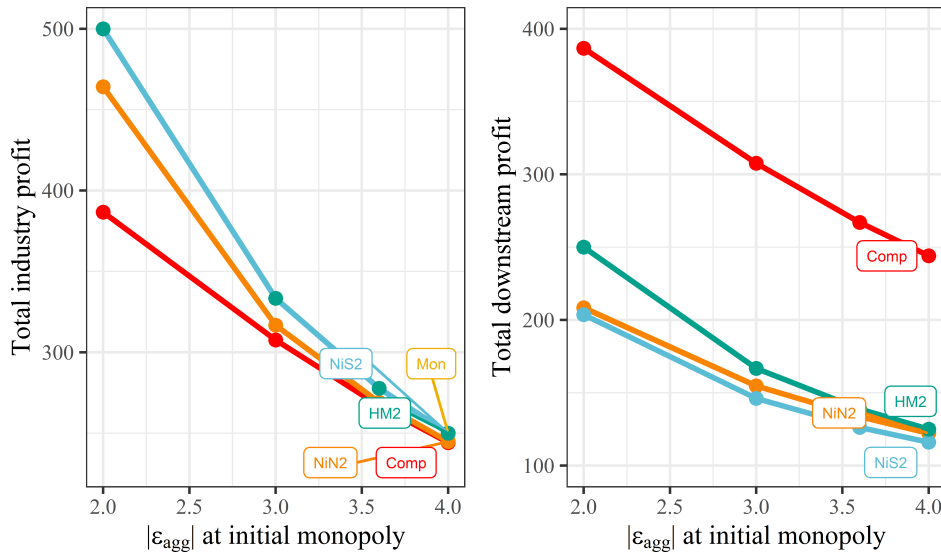 500
400
300
Total industry profit
NiS2
Mon
HM2
NiN2
Comp
2.0 2.5 3.0 3.5 4.0
|εagg| at initial monopoly
400
300
200
100
Total downstream profit
Comp
HM2
NiN2
NiS2
2.0 2.5 3.0 3.5 4.0
|εagg| at initial monopoly